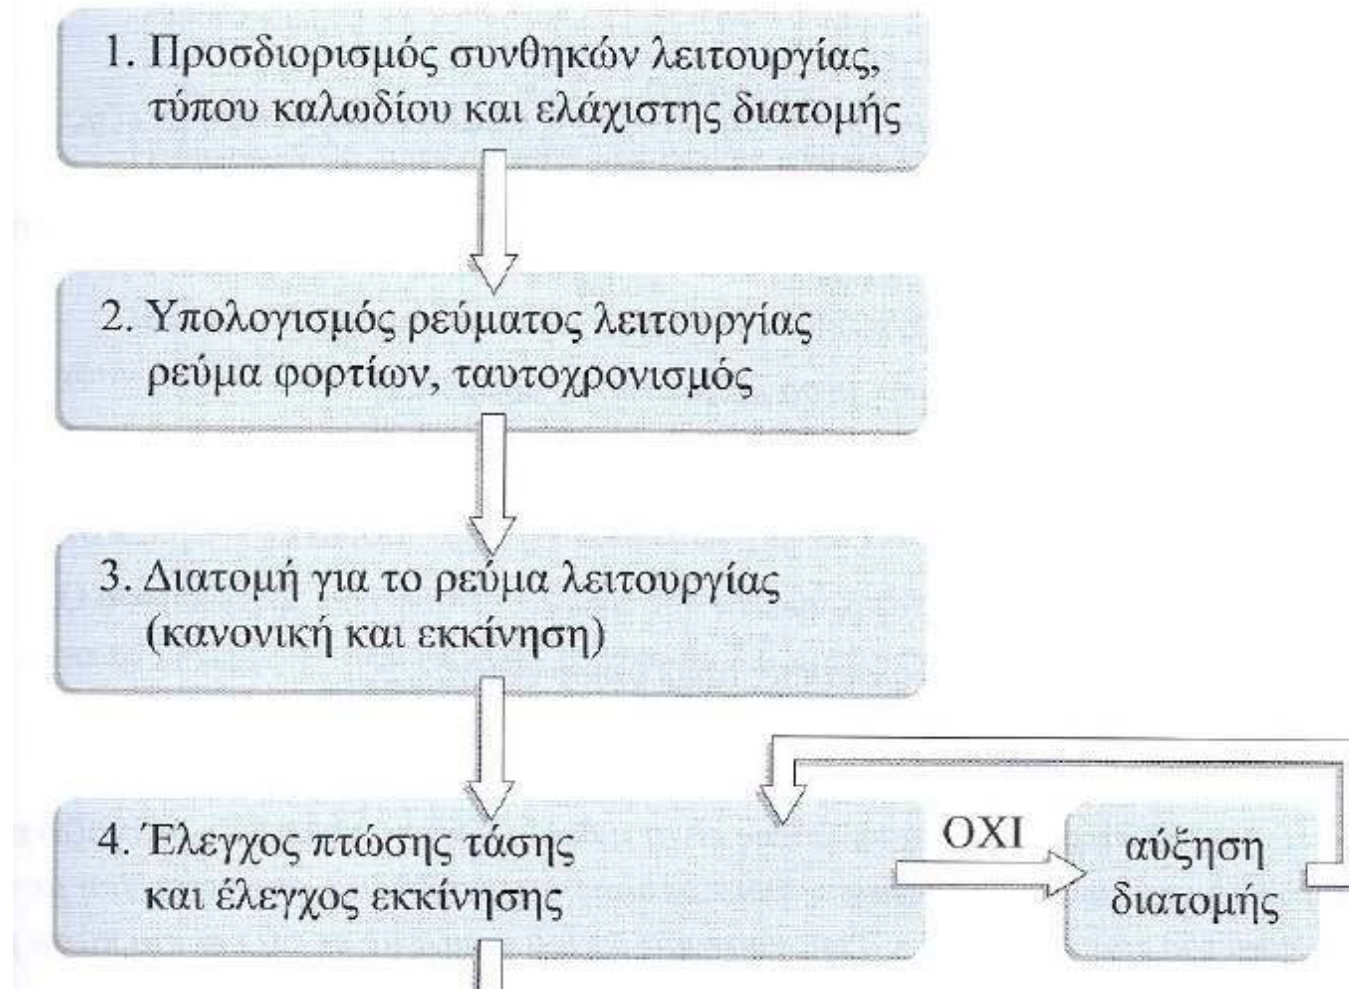 1. Προσδιορισμός συνθηκών λειτουργίας,
τύπου καλωδίου και ελάχιστης διατομής
2. Υπολογισμός ρεύματος λειτουργίας
ρεύμα φορτίων, ταυτοχρονισμός
3. Διατομή για το ρεύμα λειτουργίας
(κανονική και εκκίνηση)
4. Έλεγχος πτώσης τάσης
και έλεγχος εκκίνησης
ΟΧΙ
αύξηση
διατομής